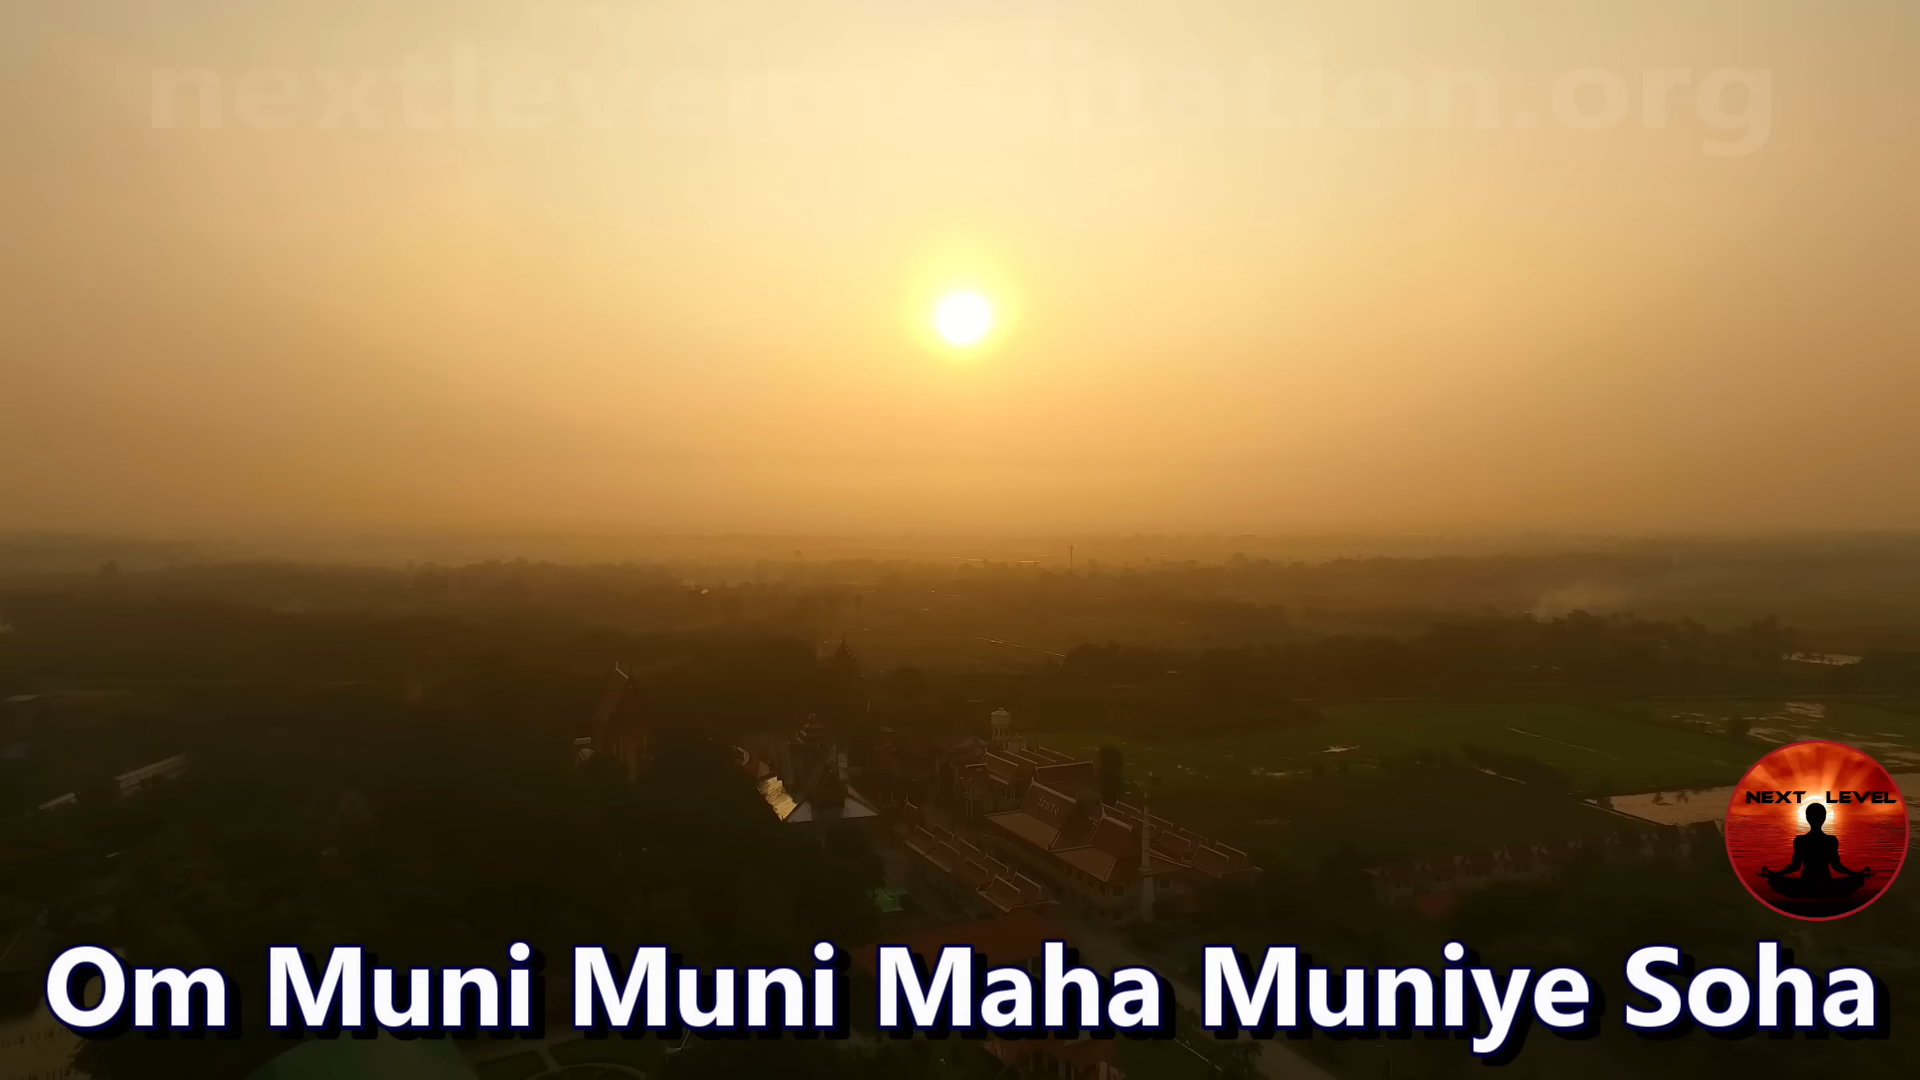 nextlevelmeditation.org
NEXT LEVEL
Om Muni Muni Maha Muniye Soha